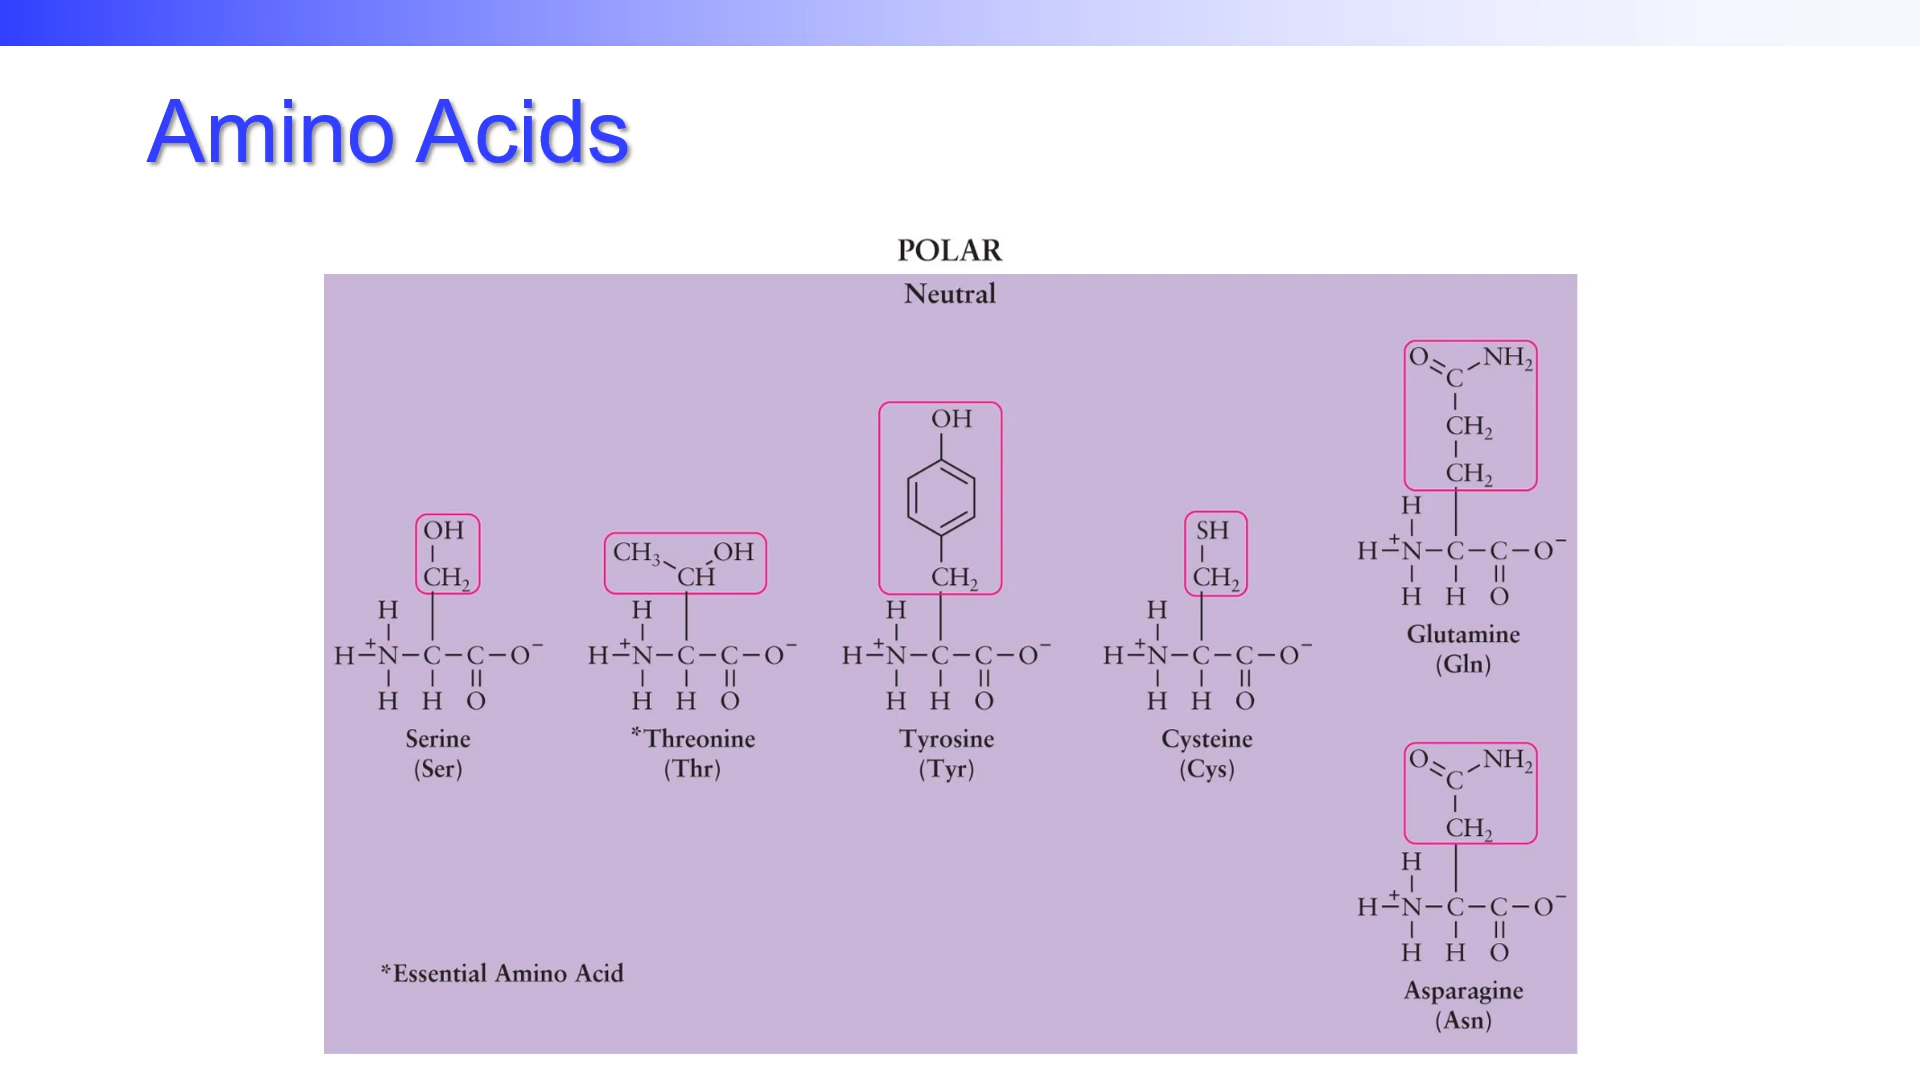 Amino Acids
POLAR
Neutral
OH
CH₂
H
H–⁺N–C–C–O⁻
H H O
Serine
(Ser)
CH₃ OH
CH
H
H–⁺N–C–C–O⁻
H H O
*Threonine
(Thr)
OH
CH₂
H
H–⁺N–C–C–O⁻
H H O
Tyrosine
(Tyr)
SH
CH₂
H
H–⁺N–C–C–O⁻
H H O
Cysteine
(Cys)
O NH₂
C
CH₂
CH₂
H
H–⁺N–C–C–O⁻
H H O
Glutamine
(Gln)
O NH₂
C
CH₂
H
H–⁺N–C–C–O⁻
H H O
Asparagine
(Asn)
*Essential Amino Acid